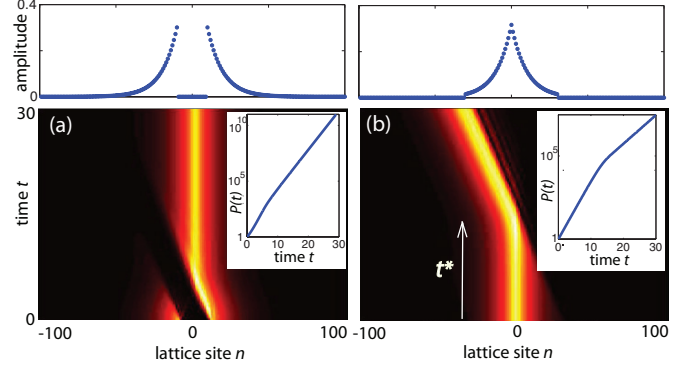 0.4
amplitude
0
30
(a)
(b)
time t
P(t)
10^10
10^5
1
0 10 20 30
time t
P(t)
10^5
1
0 10 20 30
time t
t*
0
-100 0 100
lattice site n
-100 0 100
lattice site n